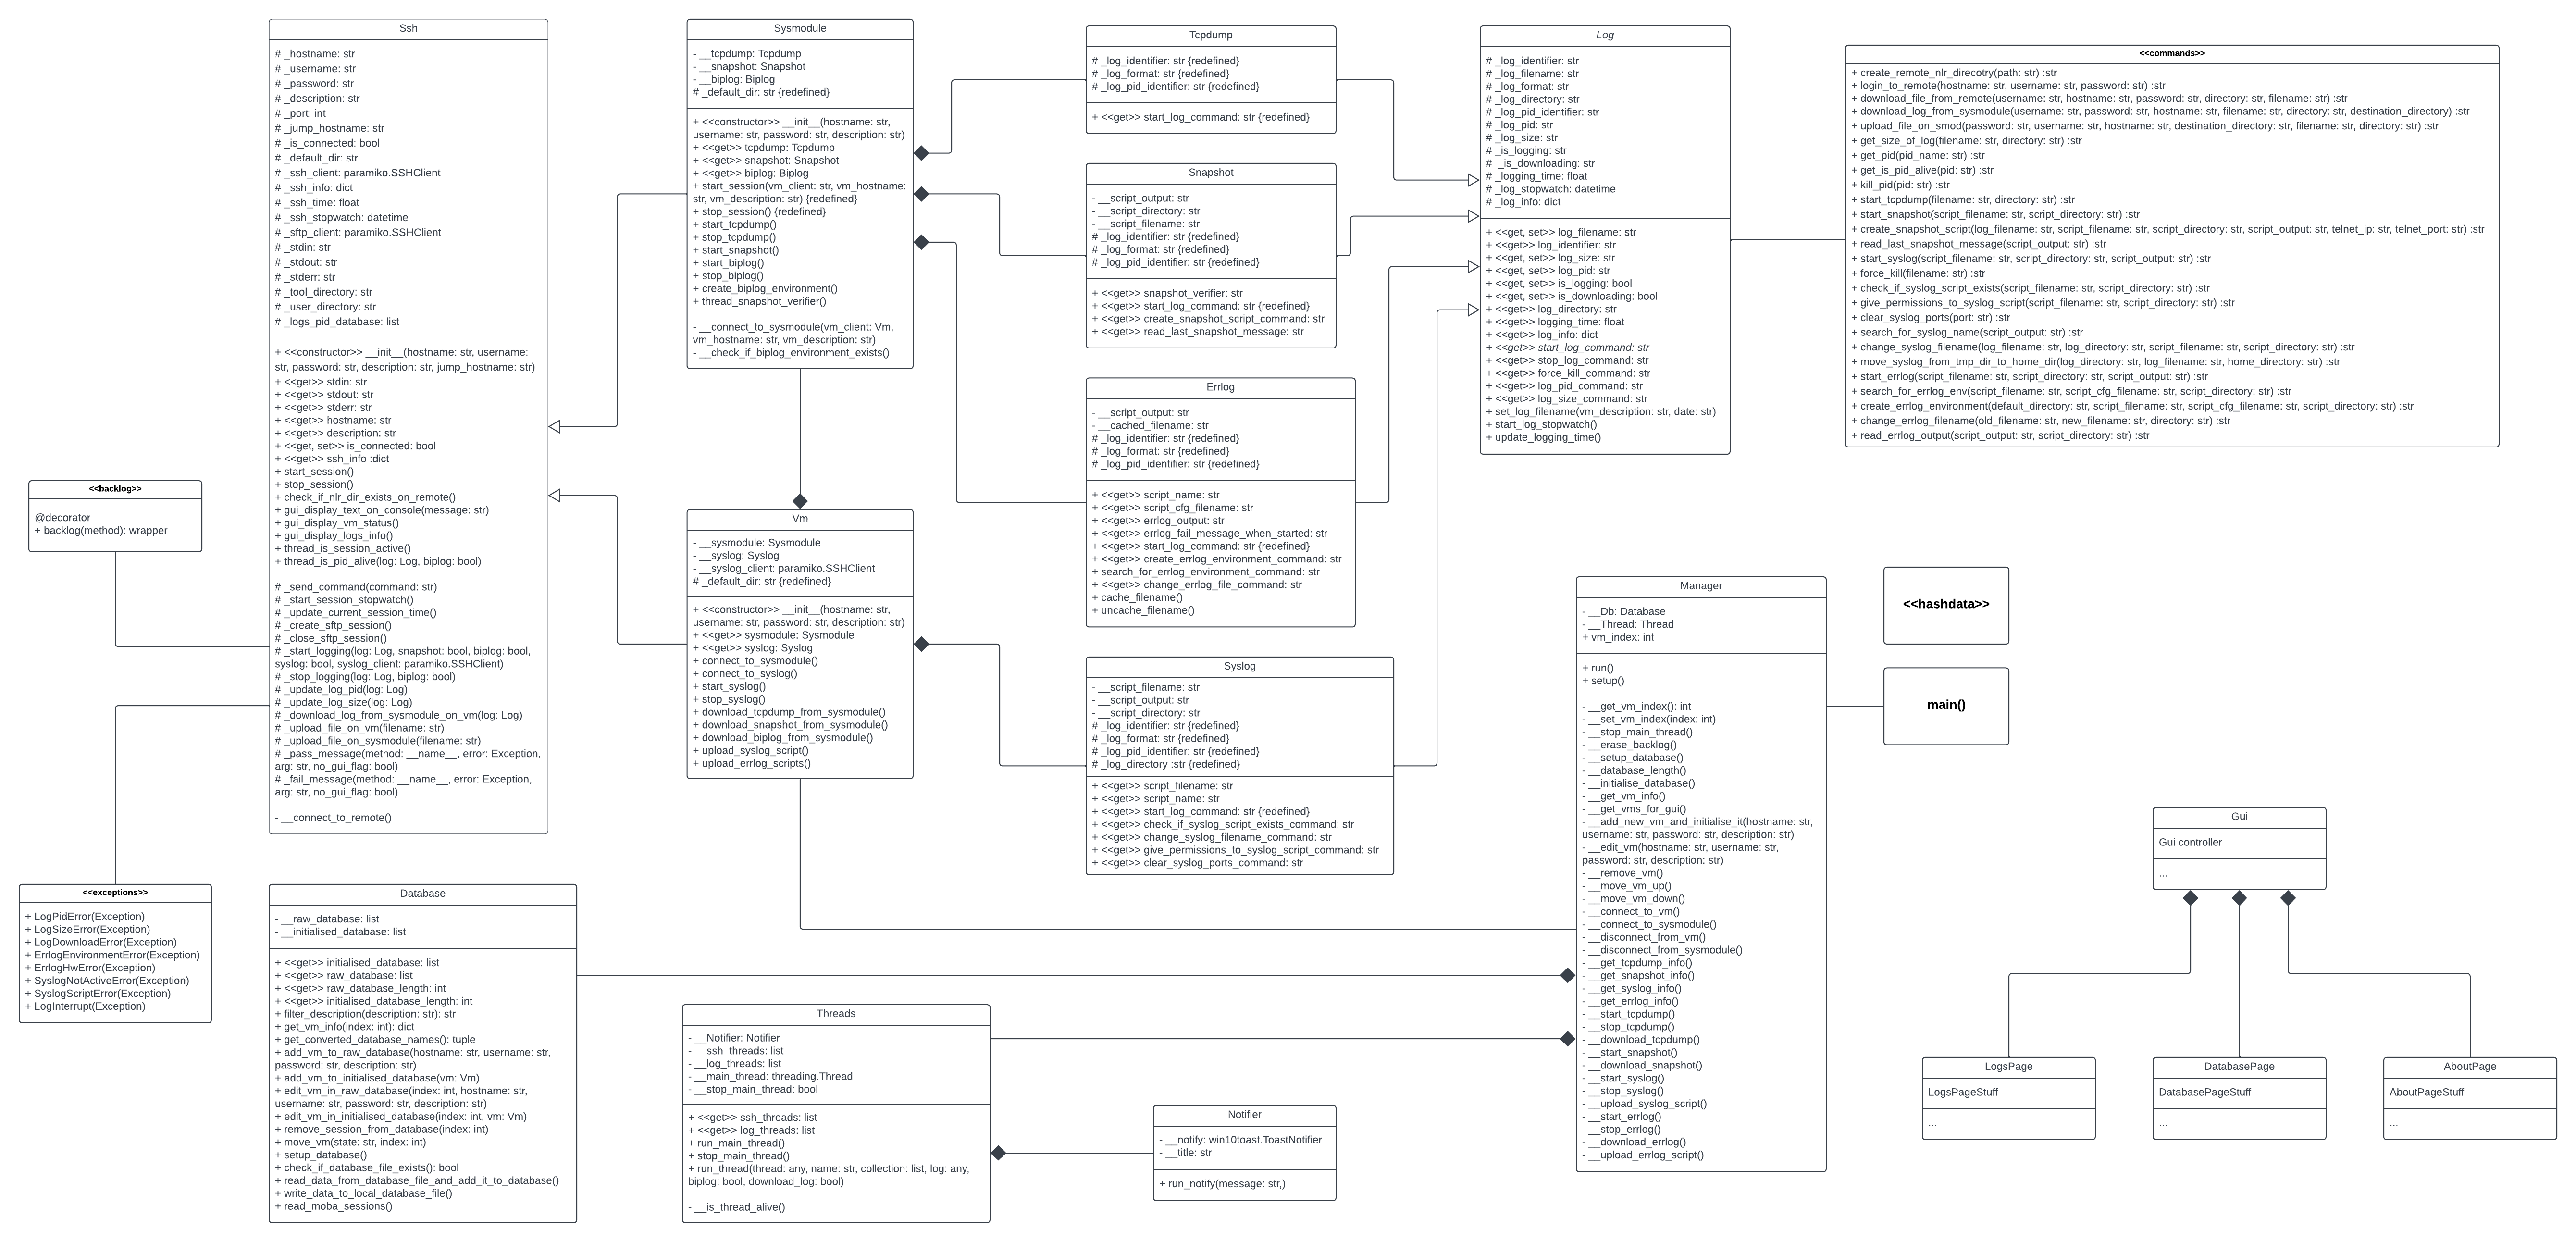 Ssh
# _hostname: str
# _username: str
# _password: str
# _description: str
# _port: int
# _jump_hostname: str
# _is_connected: bool
# _default_dir: str
# _ssh_client: paramiko.SSHClient
# _ssh_info: dict
# _ssh_time: float
# _ssh_stopwatch: datetime
# _sftp_client: paramiko.SSHClient
# _stdin: str
# _stdout: str
# _stderr: str
# _tool_directory: str
# _user_directory: str
# _logs_pid_database: list
+ <<constructor>> __init__(hostname: str, username:
str, password: str, description: str, jump_hostname: str)
+ <<get>> stdin: str
+ <<get>> stdout: str
+ <<get>> stderr: str
+ <<get>> hostname: str
+ <<get>> description: str
+ <<get, set>> is_connected: bool
+ <<get>> ssh_info :dict
+ start_session()
+ stop_session()
+ check_if_nlr_dir_exists_on_remote()
+ gui_display_text_on_console(message: str)
+ gui_display_vm_status()
+ gui_display_logs_info()
+ thread_is_session_active()
+ thread_is_pid_alive(log: Log, biplog: bool)
# _send_command(command: str)
# _start_session_stopwatch()
# _update_current_session_time()
# _create_sftp_session()
# _close_sftp_session()
# _start_logging(log: Log, snapshot: bool, biplog: bool,
syslog: bool, syslog_client: paramiko.SSHClient)
# _stop_logging(log: Log, biplog: bool)
# _update_log_pid(log: Log)
# _update_log_size(log: Log)
# _download_log_from_sysmodule_on_vm(log: Log)
# _upload_file_on_vm(filename: str)
# _upload_file_on_sysmodule(filename: str)
# _pass_message(method: __name__, error: Exception,
arg: str, no_gui_flag: bool)
# _fail_message(method: __name__, error: Exception,
arg: str, no_gui_flag: bool)
- __connect_to_remote()
<<backlog>>
@decorator
+ backlog(method): wrapper
<<exceptions>>
+ LogPidError(Exception)
+ LogSizeError(Exception)
+ LogDownloadError(Exception)
+ ErrlogEnvironmentError(Exception)
+ ErrlogHwError(Exception)
+ SyslogNotActiveError(Exception)
+ SyslogScriptError(Exception)
+ LogInterrupt(Exception)
Database
- __raw_database: list
- __initialised_database: list
+ <<get>> initialised_database: list
+ <<get>> raw_database: list
+ <<get>> raw_database_length: int
+ <<get>> initialised_database_length: int
+ filter_description(description: str): str
+ get_vm_info(index: int): dict
+ get_converted_database_names(): tuple
+ add_vm_to_raw_database(hostname: str, username: str,
password: str, description: str)
+ add_vm_to_initialised_database(vm: Vm)
+ edit_vm_in_raw_database(index: int, hostname: str,
username: str, password: str, description: str)
+ edit_vm_in_initialised_database(index: int, vm: Vm)
+ remove_session_from_database(index: int)
+ move_vm(state: str, index: int)
+ setup_database()
+ check_if_database_file_exists(): bool
+ read_data_from_database_file_and_add_it_to_database()
+ write_data_to_local_database_file()
+ read_moba_sessions()
Sysmodule
- __tcpdump: Tcpdump
- __snapshot: Snapshot
- __biplog: Biplog
# _default_dir: str {redefined}
+ <<constructor>> __init__(hostname: str,
username: str, password: str, description: str)
+ <<get>> tcpdump: Tcpdump
+ <<get>> snapshot: Snapshot
+ <<get>> biplog: Biplog
+ start_session(vm_client: str, vm_hostname:
str, vm_description: str) {redefined}
+ stop_session() {redefined}
+ start_tcpdump()
+ stop_tcpdump()
+ start_snapshot()
+ start_biplog()
+ stop_biplog()
+ create_biplog_environment()
+ thread_snapshot_verifier()
- __connect_to_sysmodule(vm_client: Vm,
vm_hostname: str, vm_description: str)
- __check_if_biplog_environment_exists()
Vm
- __sysmodule: Sysmodule
- __syslog: Syslog
- __syslog_client: paramiko.SSHClient
# _default_dir: str {redefined}
+ <<constructor>> __init__(hostname: str,
username: str, password: str, description: str)
+ <<get>> sysmodule: Sysmodule
+ <<get>> syslog: Syslog
+ connect_to_sysmodule()
+ connect_to_syslog()
+ start_syslog()
+ stop_syslog()
+ download_tcpdump_from_sysmodule()
+ download_snapshot_from_sysmodule()
+ download_biplog_from_sysmodule()
+ upload_syslog_script()
+ upload_errlog_scripts()
Threads
- __Notifier: Notifier
- __ssh_threads: list
- __log_threads: list
- __main_thread: threading.Thread
- __stop_main_thread: bool
+ <<get>> ssh_threads: list
+ <<get>> log_threads: list
+ run_main_thread()
+ stop_main_thread()
+ run_thread(thread: any, name: str, collection: list, log: any,
biplog: bool, download_log: bool)
- __is_thread_alive()
Tcpdump
# _log_identifier: str {redefined}
# _log_format: str {redefined}
# _log_pid_identifier: str {redefined}
+ <<get>> start_log_command: str {redefined}
Snapshot
- __script_output: str
- __script_directory: str
- __script_filename: str
# _log_identifier: str {redefined}
# _log_format: str {redefined}
# _log_pid_identifier: str {redefined}
+ <<get>> snapshot_verifier: str
+ <<get>> start_log_command: str {redefined}
+ <<get>> create_snapshot_script_command: str
+ <<get>> read_last_snapshot_message: str
Errlog
- __script_output: str
- __cached_filename: str
# _log_identifier: str {redefined}
# _log_format: str {redefined}
# _log_pid_identifier: str {redefined}
+ <<get>> script_name: str
+ <<get>> script_cfg_filename: str
+ <<get>> errlog_output: str
+ <<get>> errlog_fail_message_when_started: str
+ <<get>> start_log_command: str {redefined}
+ <<get>> create_errlog_environment_command: str
+ search_for_errlog_environment_command: str
+ <<get>> change_errlog_file_command: str
+ cache_filename()
+ uncache_filename()
Syslog
- __script_filename: str
- __script_output: str
- __script_directory: str
# _log_identifier: str {redefined}
# _log_format: str {redefined}
# _log_pid_identifier: str {redefined}
# _log_directory :str {redefined}
+ <<get>> script_filename: str
+ <<get>> script_name: str
+ <<get>> start_log_command: str {redefined}
+ <<get>> check_if_syslog_script_exists_command: str
+ <<get>> change_syslog_filename_command: str
+ <<get>> give_permissions_to_syslog_script_command: str
+ <<get>> clear_syslog_ports_command: str
Notifier
- __notify: win10toast.ToastNotifier
- __title: str
+ run_notify(message: str,)
Log
# _log_identifier: str
# _log_filename: str
# _log_format: str
# _log_directory: str
# _log_pid_identifier: str
# _log_pid: str
# _log_size: str
# _is_logging: str
# _is_downloading: str
# _logging_time: float
# _log_stopwatch: datetime
# _log_info: dict
+ <<get, set>> log_filename: str
+ <<get>> log_identifier: str
+ <<get, set>> log_size: str
+ <<get, set>> log_pid: str
+ <<get, set>> is_logging: bool
+ <<get, set>> is_downloading: bool
+ <<get>> log_directory: str
+ <<get>> logging_time: float
+ <<get>> log_info: dict
+ <<get>> start_log_command: str
+ <<get>> stop_log_command: str
+ <<get>> force_kill_command: str
+ <<get>> log_pid_command: str
+ <<get>> log_size_command: str
+ set_log_filename(vm_description: str, date: str)
+ start_log_stopwatch()
+ update_logging_time()
<<commands>>
+ create_remote_nlr_direcotry(path: str) :str
+ login_to_remote(hostname: str, username: str, password: str) :str
+ download_file_from_remote(username: str, hostname: str, password: str, directory: str, filename: str) :str
+ download_log_from_sysmodule(username: str, password: str, hostname: str, filename: str, directory: str, destination_directory) :str
+ upload_file_on_smod(password: str, username: str, hostname: str, destination_directory: str, filename: str, directory: str) :str
+ get_size_of_log(filename: str, directory: str) :str
+ get_pid(pid_name: str) :str
+ get_is_pid_alive(pid: str) :str
+ kill_pid(pid: str) :str
+ start_tcpdump(filename: str, directory: str) :str
+ start_snapshot(script_filename: str, script_directory: str) :str
+ create_snapshot_script(log_filename: str, script_filename: str, script_directory: str, script_output: str, telnet_ip: str, telnet_port: str) :str
+ read_last_snapshot_message(script_output: str) :str
+ start_syslog(script_filename: str, script_directory: str, script_output: str) :str
+ force_kill(filename: str) :str
+ check_if_syslog_script_exists(script_filename: str, script_directory: str) :str
+ give_permissions_to_syslog_script(script_filename: str, script_directory: str) :str
+ clear_syslog_ports(port: str) :str
+ search_for_syslog_name(script_output: str) :str
+ change_syslog_filename(log_filename: str, log_directory: str, script_filename: str, script_directory: str) :str
+ move_syslog_from_tmp_dir_to_home_dir(log_directory: str, log_filename: str, home_directory: str) :str
+ start_errlog(script_filename: str, script_directory: str, script_output: str) :str
+ search_for_errlog_env(script_filename: str, script_cfg_filename: str, script_directory: str) :str
+ create_errlog_environment(default_directory: str, script_filename: str, script_cfg_filename: str, script_directory: str) :str
+ change_errlog_filename(old_filename: str, new_filename: str, directory: str) :str
+ read_errlog_output(script_output: str, script_directory: str) :str
Manager
- __Db: Database
- __Thread: Thread
+ vm_index: int
+ run()
+ setup()
- __get_vm_index(): int
- __set_vm_index(index: int)
- __stop_main_thread()
- __erase_backlog()
- __setup_database()
- __database_length()
- __initialise_database()
- __get_vm_info()
- __get_vms_for_gui()
- __add_new_vm_and_initialise_it(hostname: str,
username: str, password: str, description: str)
- __edit_vm(hostname: str, username: str,
password: str, description: str)
- __remove_vm()
- __move_vm_up()
- __move_vm_down()
- __connect_to_vm()
- __connect_to_sysmodule()
- __disconnect_from_vm()
- __disconnect_from_sysmodule()
- __get_tcpdump_info()
- __get_snapshot_info()
- __get_syslog_info()
- __get_errlog_info()
- __start_tcpdump()
- __stop_tcpdump()
- __download_tcpdump()
- __start_snapshot()
- __download_snapshot()
- __start_syslog()
- __stop_syslog()
- __upload_syslog_script()
- __start_errlog()
- __stop_errlog()
- __download_errlog()
- __upload_errlog_script()
<<hashdata>>
main()
Gui
Gui controller
...
LogsPage
LogsPageStuff
...
DatabasePage
DatabasePageStuff
...
AboutPage
AboutPageStuff
...